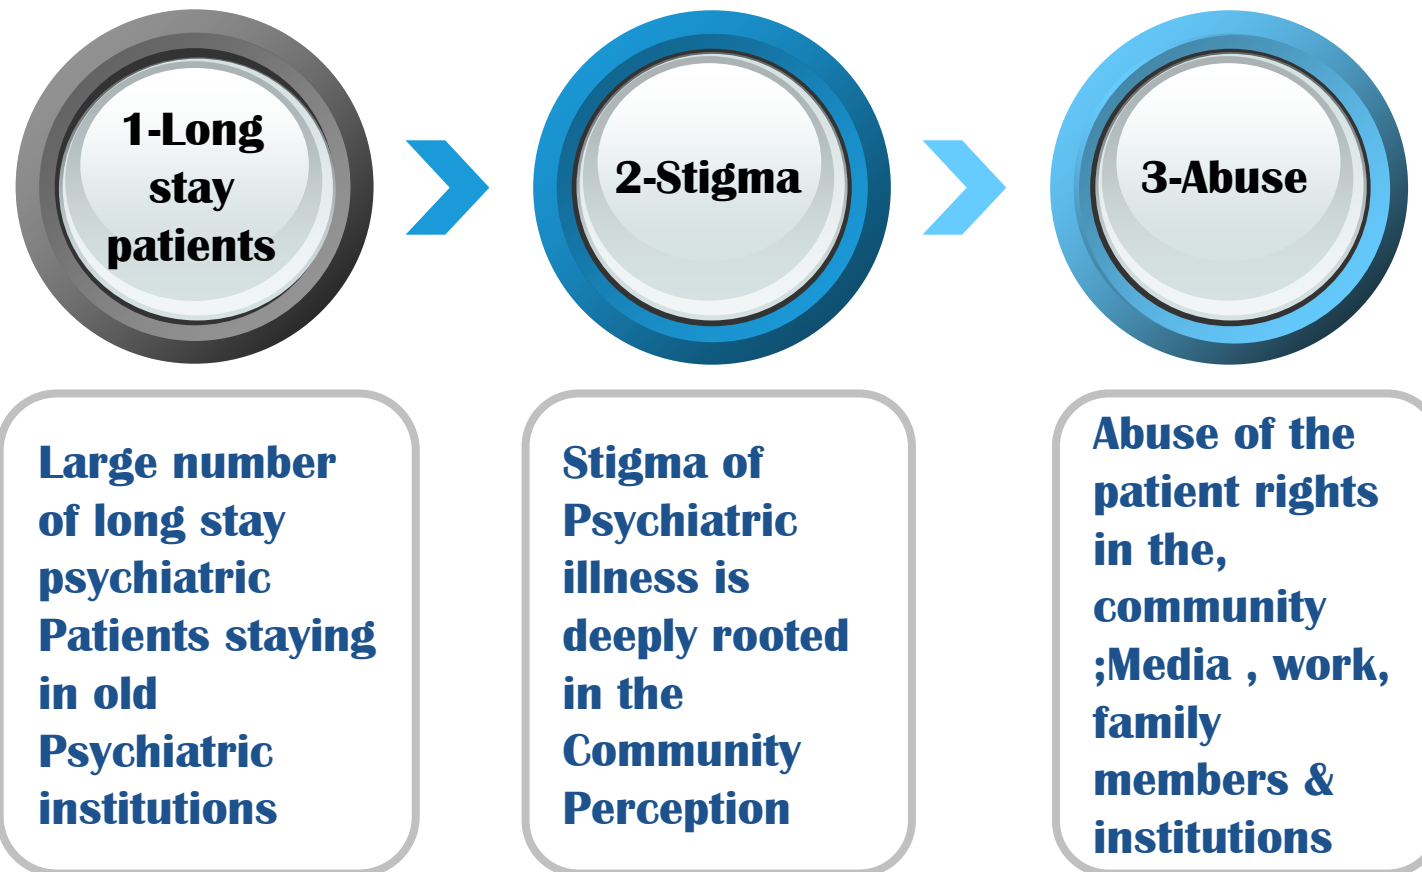 1-Long
stay
patients
2-Stigma
3-Abuse
Large number
of long stay
psychiatric
Patients staying
in old
Psychiatric
institutions
Stigma of
Psychiatric
illness is
deeply rooted
in the
Community
Perception
Abuse of the
patient rights
in the,
community
;Media , work,
family
members &
institutions